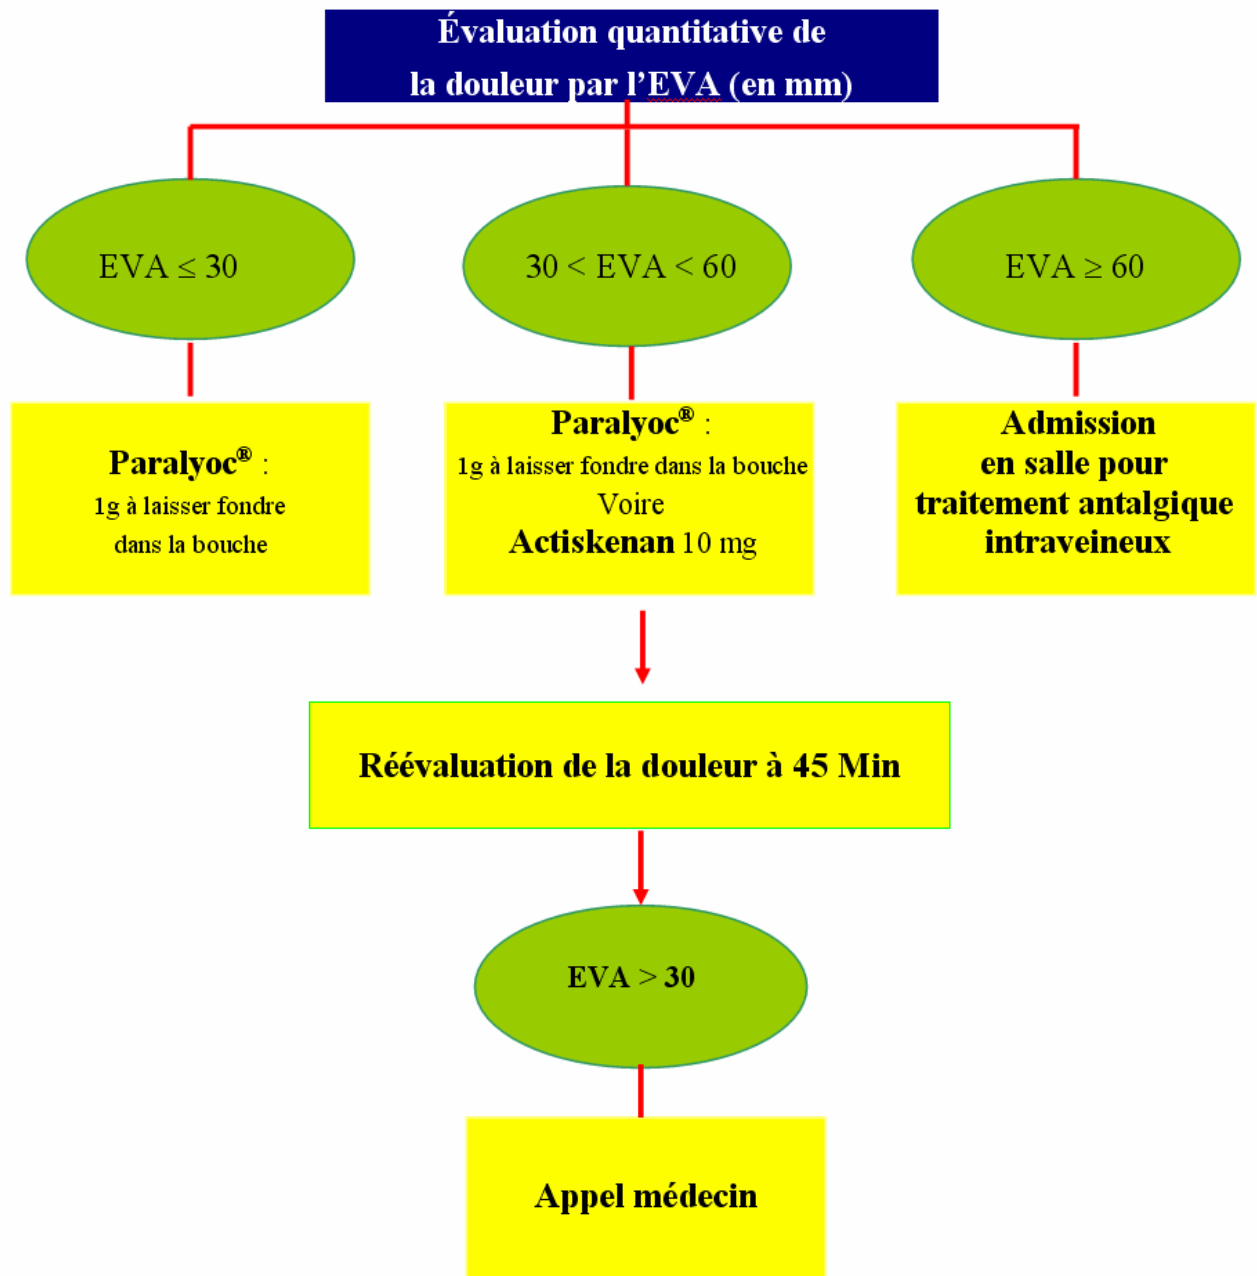 Évaluation quantitative de
la douleur par l'EVA (en mm)
EVA ≤ 30
30 < EVA < 60
EVA ≥ 60
Paralyoc® :
1g à laisser fondre
dans la bouche
Paralyoc® :
1g à laisser fondre dans la bouche
Voire
Actiskenan 10 mg
Admission
en salle pour
traitement antalgique
intraveineux
Réévaluation de la douleur à 45 Min
EVA > 30
Appel médecin